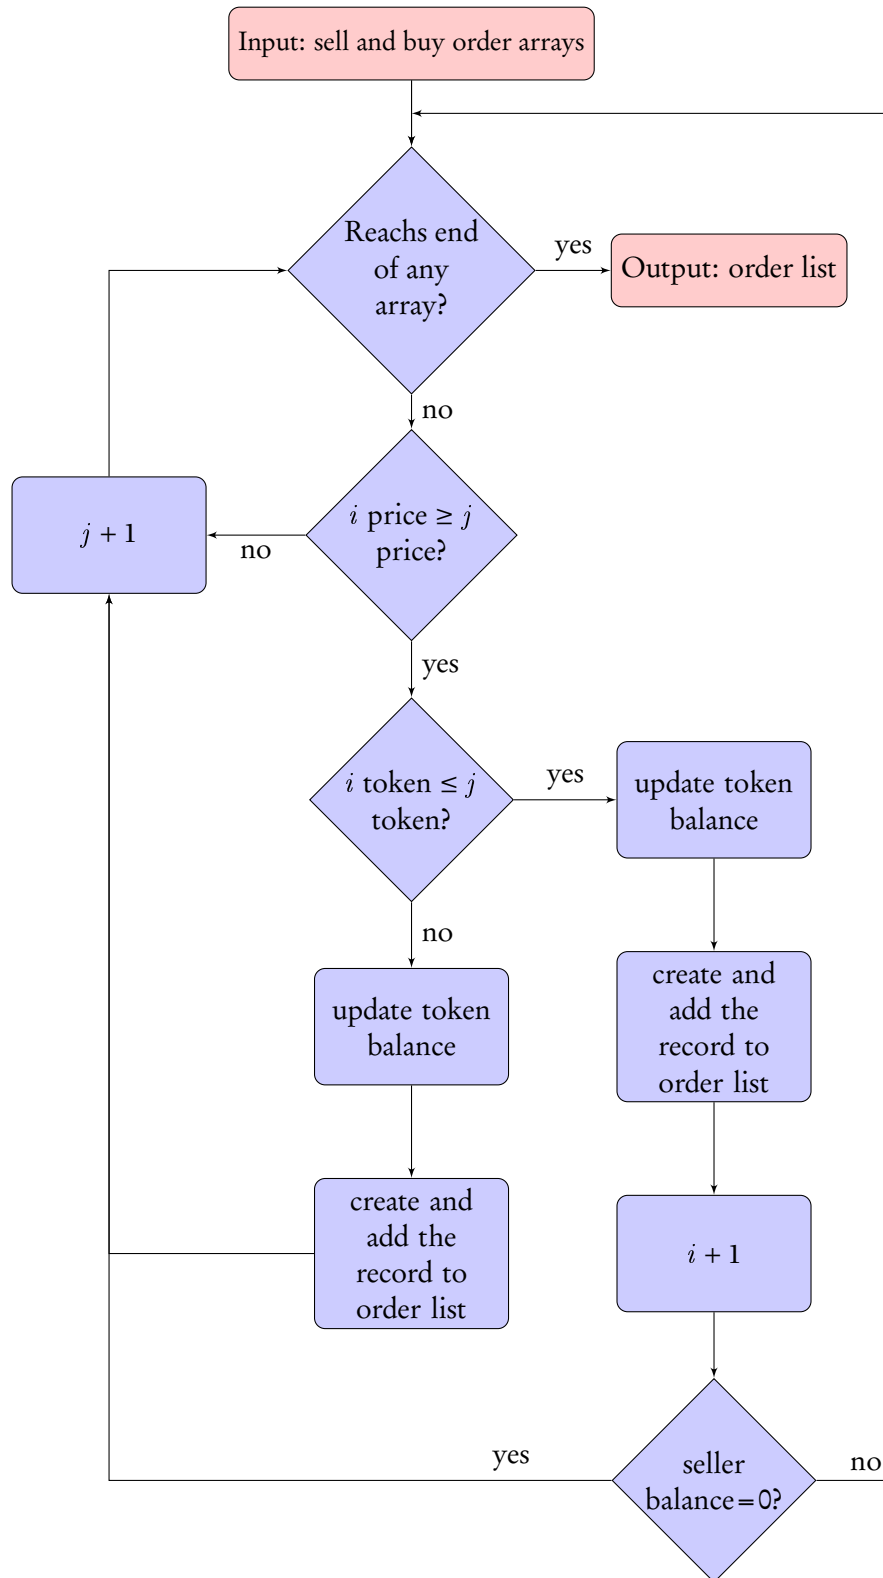 Input: sell and buy order arrays
Reachs end
of any
array?
yes
Output: order list
no
i price ≥ j
price?
no
j + 1
yes
i token ≤ j
token?
yes
update token
balance
no
update token
balance
create and
add the
record to
order list
create and
add the
record to
order list
i + 1
yes
seller
balance=0?
no